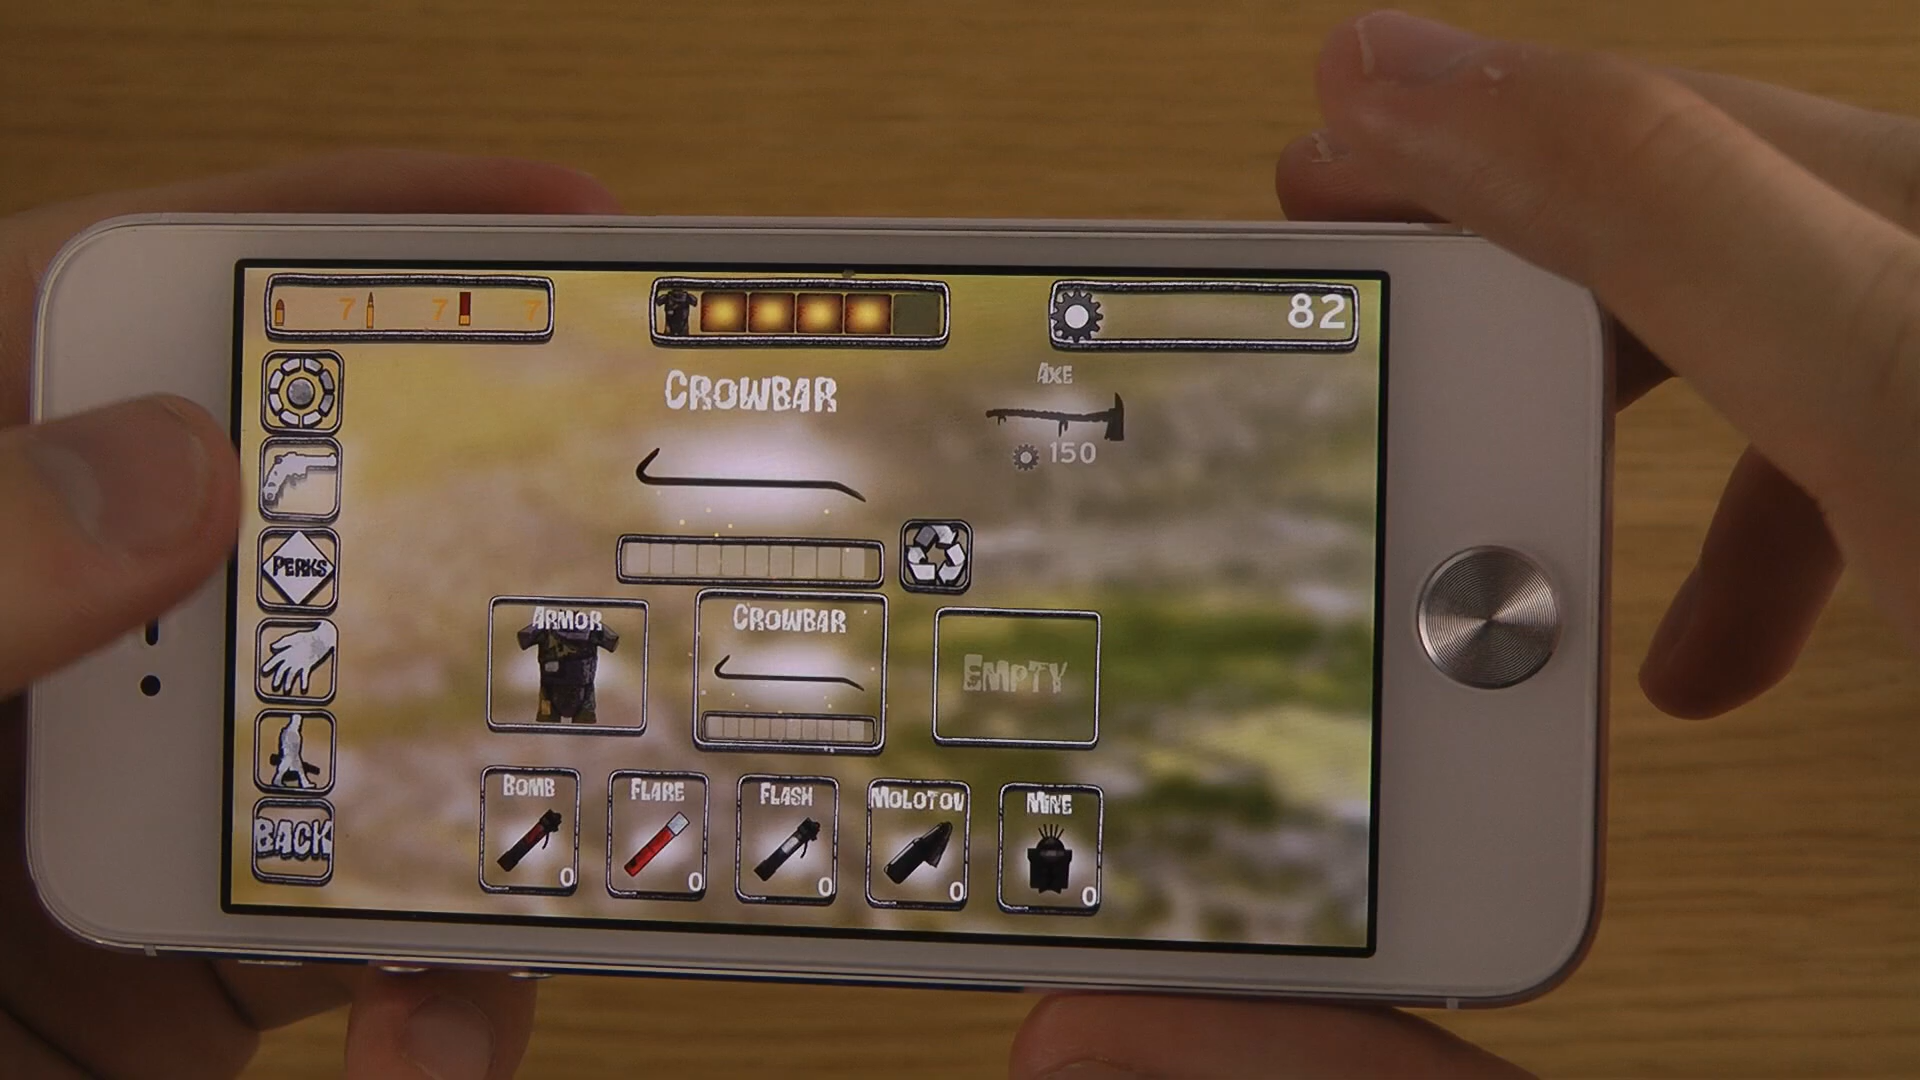 7 7 7
82
CROWBAR
AXE
150
PERKS
ARMOR
CROWBAR
EMPTY
BACK
BOMB
0
FLARE
0
FLASH
0
MOLOTOV
0
MINE
0